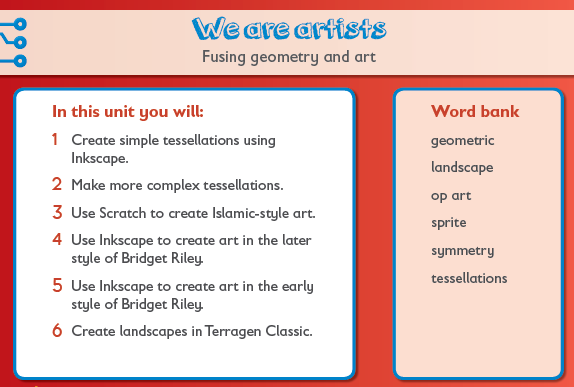 We are artists
Fusing geometry and art
In this unit you will:
1 Create simple tessellations using
Inkscape.
2 Make more complex tessellations.
3 Use Scratch to create Islamic-style art.
4 Use Inkscape to create art in the later
style of Bridget Riley.
5 Use Inkscape to create art in the early
style of Bridget Riley.
6 Create landscapes in Terragen Classic.
Word bank
geometric
landscape
op art
sprite
symmetry
tessellations